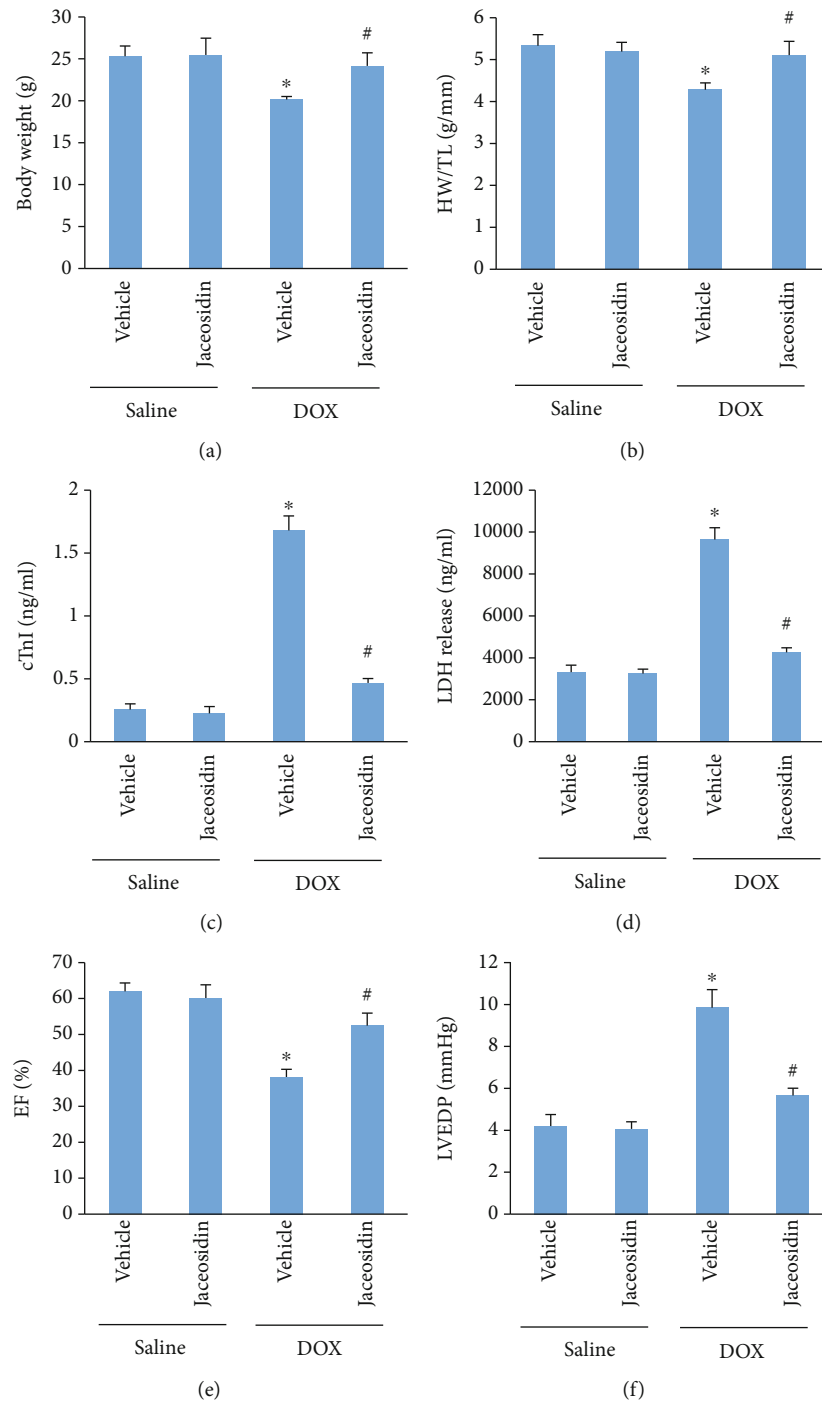 Body weight (g)
30
25
20
15
10
5
0
*
#
Vehicle
Jaceosidin
Vehicle
Jaceosidin
Saline
DOX
(a)
HW/TL (g/mm)
6
5
4
3
2
1
0
*
#
Vehicle
Jaceosidin
Vehicle
Jaceosidin
Saline
DOX
(b)
cTnI (ng/ml)
2
1.5
1
0.5
0
*
#
Vehicle
Jaceosidin
Vehicle
Jaceosidin
Saline
DOX
(c)
LDH release (ng/ml)
12000
10000
8000
6000
4000
2000
0
*
#
Vehicle
Jaceosidin
Vehicle
Jaceosidin
Saline
DOX
(d)
EF (%)
70
60
50
40
30
20
10
0
*
#
Vehicle
Jaceosidin
Vehicle
Jaceosidin
Saline
DOX
(e)
LVEDP (mmHg)
12
10
8
6
4
2
0
*
#
Vehicle
Jaceosidin
Vehicle
Jaceosidin
Saline
DOX
(f)